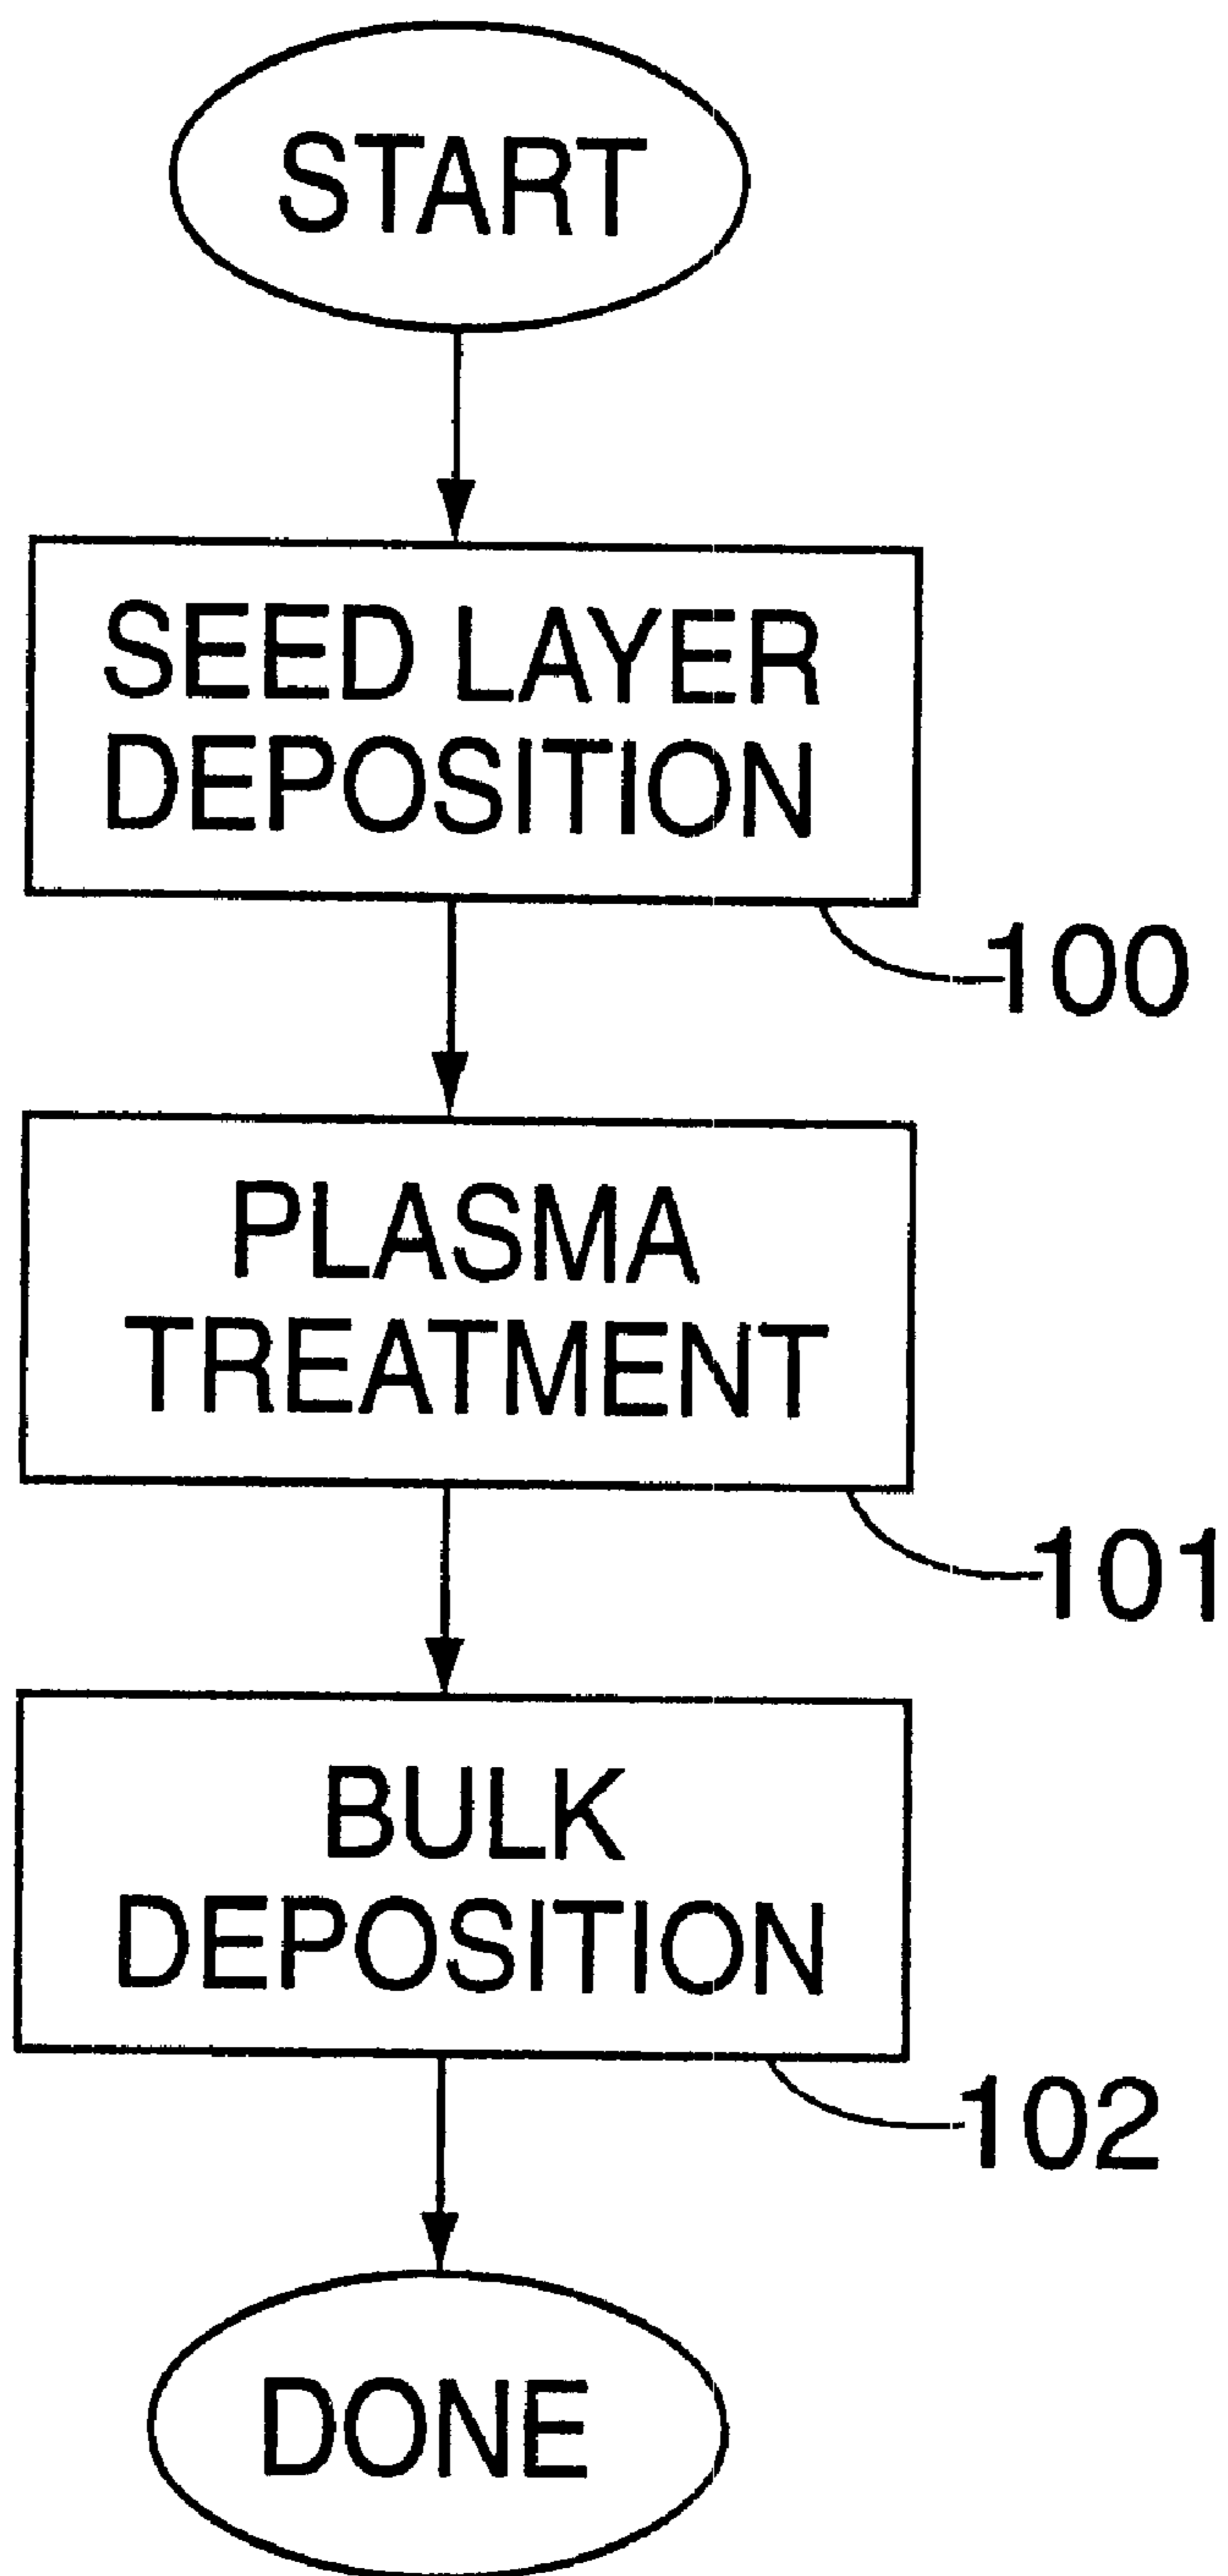 START
SEED LAYER
DEPOSITION
100
PLASMA
TREATMENT
101
BULK
DEPOSITION
102
DONE